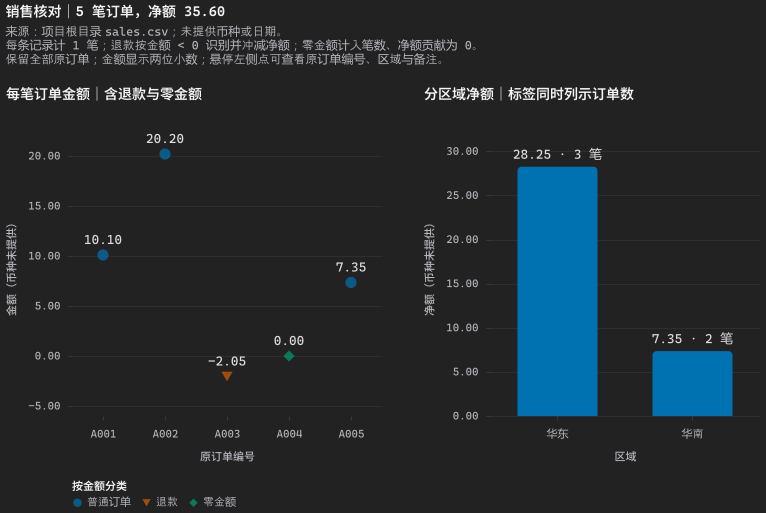 销售核对｜5 笔订单，净额 35.60
来源：项目根目录 sales.csv；未提供币种或日期。
每条记录计 1 笔；退款按金额 < 0 识别并冲减净额；零金额计入笔数、净额贡献为 0。
保留全部原订单；金额显示两位小数；悬停左侧点可查看原订单编号、区域与备注。
每笔订单金额｜含退款与零金额
20.00
15.00
10.00
5.00
0.00
−5.00
金额（币种未提供）
10.10
20.20
−2.05
0.00
7.35
A001
A002
A003
A004
A005
原订单编号
按金额分类
普通订单
退款
零金额
分区域净额｜标签同时列示订单数
30.00
25.00
20.00
15.00
10.00
5.00
0.00
净额（币种未提供）
28.25 · 3 笔
7.35 · 2 笔
华东
华南
区域